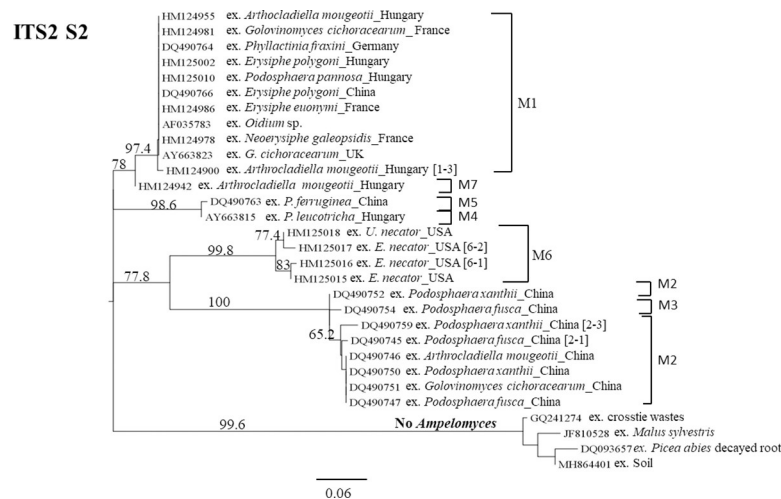 ITS2 S2
HM124955 ex. Arthocladiella mougeotii_Hungary
HM124981 ex. Golovinomyces cichoracearum_France
DQ490764 ex. Phyllactinia fraxini_Germany
HM125002 ex. Erysiphe polygoni_Hungary
HM125010 ex. Podosphaera pannosa_Hungary
DQ490766 ex. Erysiphe polygoni_China
HM124986 ex. Erysiphe euonymi_France
AF035783 ex. Oidium sp.
HM124978 ex. Neoerysiphe galeopsidis_France
AY663823 ex. G. cichoracearum_UK
HM124900 ex. Arthrocladiella mougeotii_Hungary [1-3]
M1
97.4
78
HM124942 ex. Arthrocladiella mougeotii_Hungary M7
98.6
DQ490763 ex. P. ferruginea_China M5
AY663815 ex. P. leucotricha_Hungary M4
77.4
99.8
83
77.8
HM125018 ex. U. necator_USA
HM125017 ex. E. necator_USA [6-2]
HM125016 ex. E. necator_USA [6-1]
HM125015 ex. E. necator_USA
M6
100
65.2
DQ490752 ex. Podosphaera xanthii_China M2
DQ490754 ex. Podosphaera fusca_China M3
DQ490759 ex. Podosphaera xanthii_China [2-3]
DQ490745 ex. Podosphaera fusca_China [2-1]
DQ490746 ex. Arthrocladiella mougeotii_China
DQ490750 ex. Podosphaera xanthii_China
DQ490751 ex. Golovinomyces cichoracearum_China
DQ490747 ex. Podosphaera fusca_China
M2
99.6
No Ampelomyces
GQ241274 ex. crosstie wastes
JF810528 ex. Malus sylvestris
DQ093657 ex. Picea abies decayed root
MH864401 ex. Soil
0.06